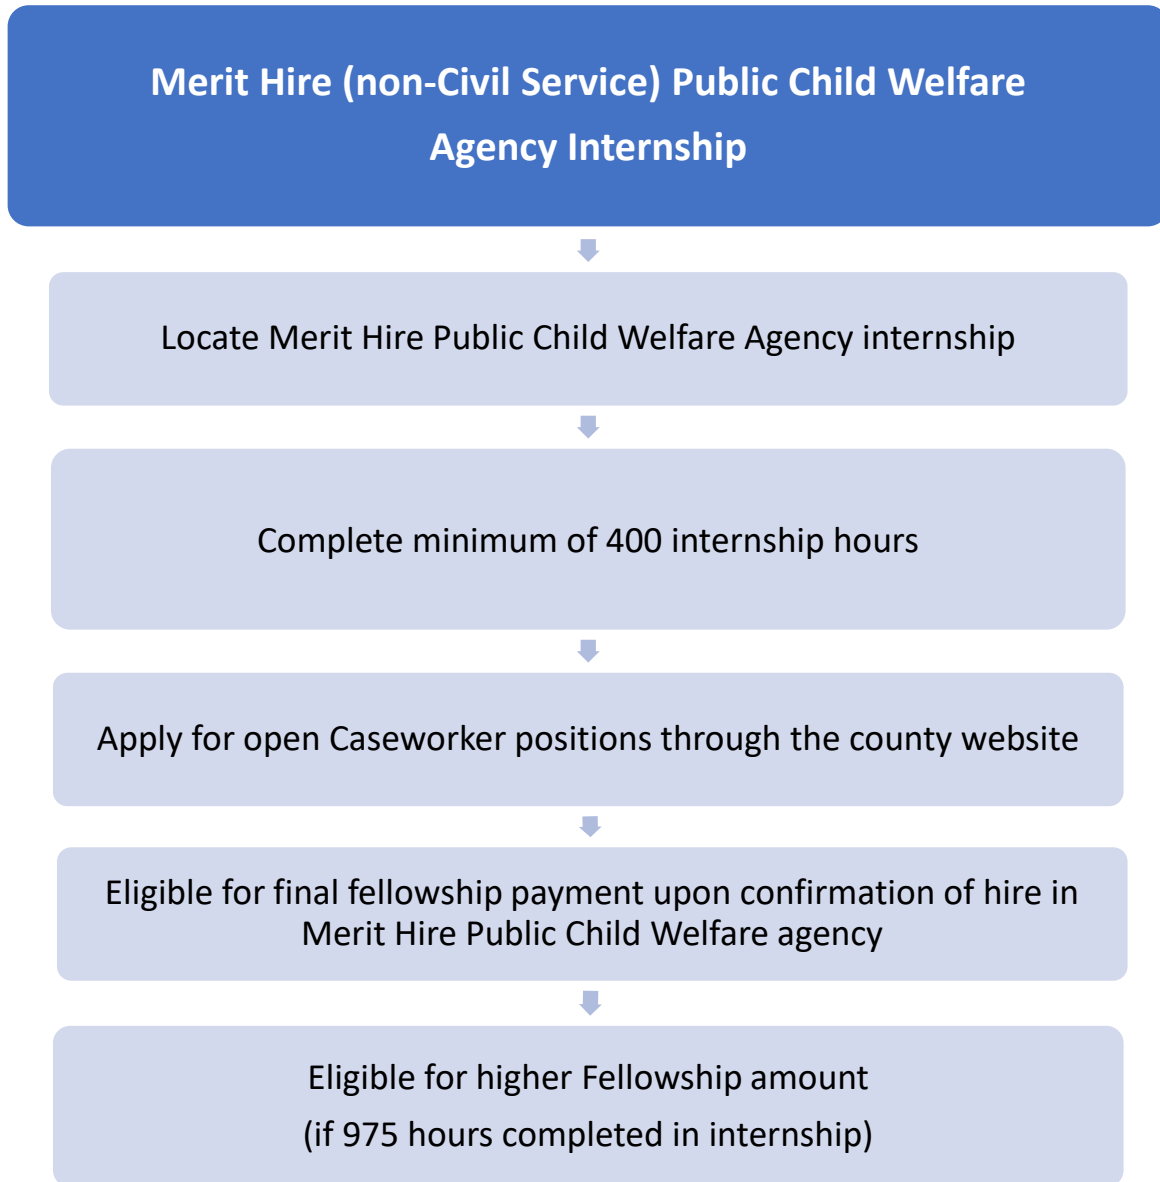 Merit Hire (non-Civil Service) Public Child Welfare
Agency Internship
Locate Merit Hire Public Child Welfare Agency internship
Complete minimum of 400 internship hours
Apply for open Caseworker positions through the county website
Eligible for final fellowship payment upon confirmation of hire in
Merit Hire Public Child Welfare agency
Eligible for higher Fellowship amount
(if 975 hours completed in internship)